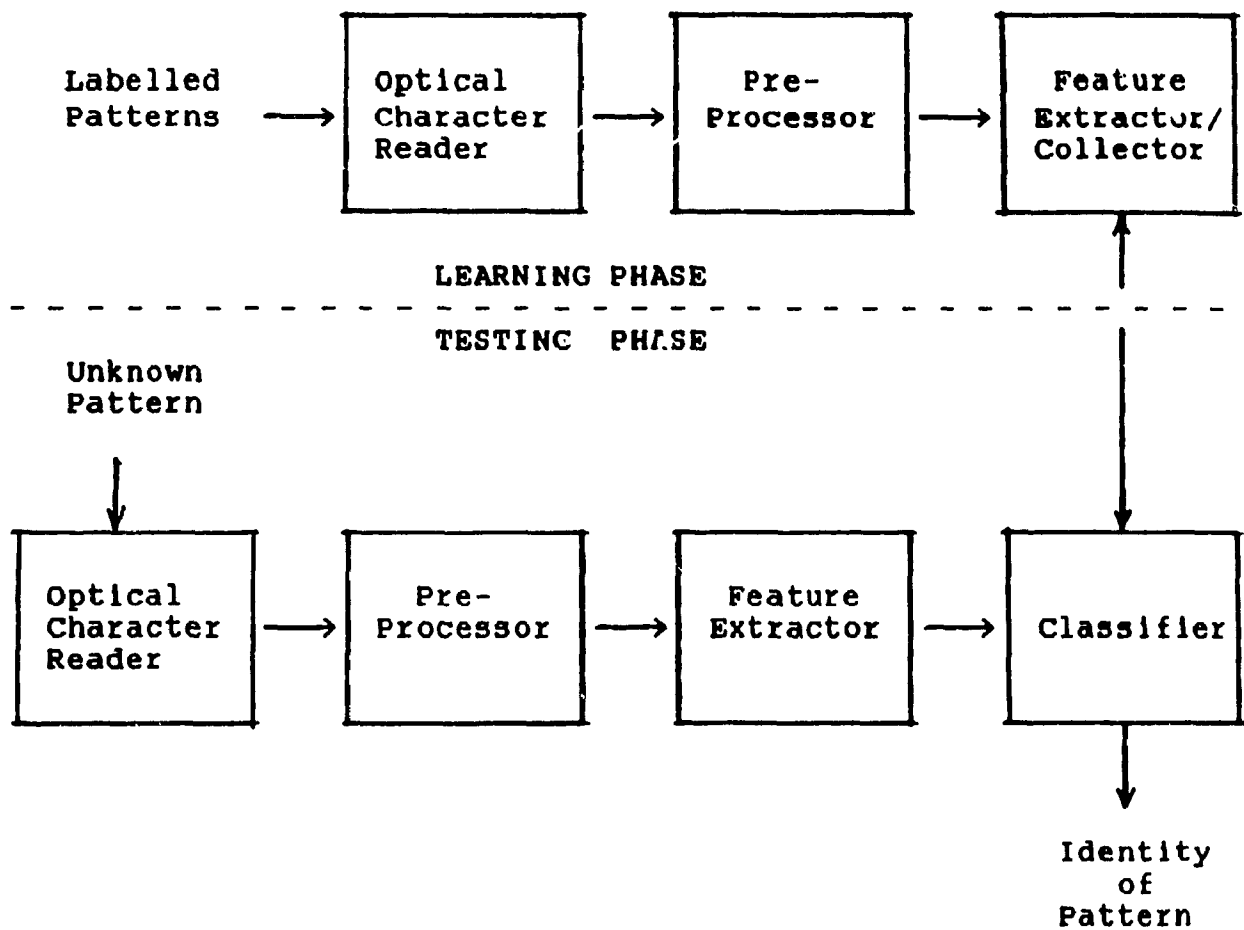 Labelled
Patterns
Optical
Character
Reader
Pre-
Processor
Feature
Extractor/
Collector
LEARNING PHASE
TESTING PHASE
Unknown
Pattern
Optical
Character
Reader
Pre-
Processor
Feature
Extractor
Classifier
Identity
of
Pattern